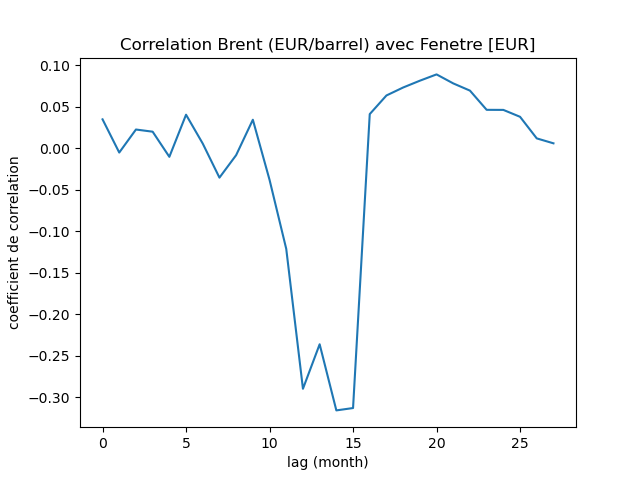 Correlation Brent (EUR/barrel) avec Fenetre [EUR]
0.10
0.05
0.00
−0.05
−0.10
−0.15
−0.20
−0.25
−0.30
coefficient de correlation
0 5 10 15 20 25
lag (month)